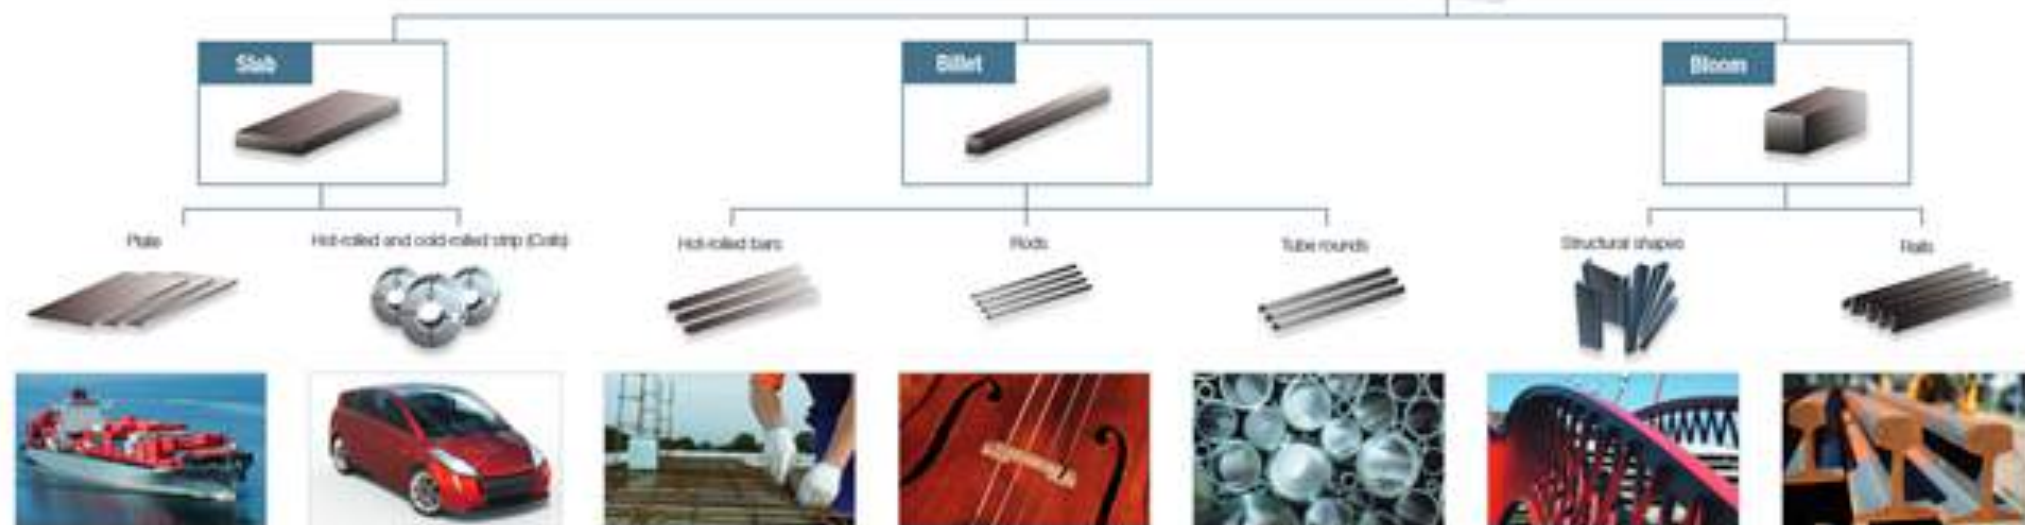 Slab
Billet
Bloom
Plate
Hot-rolled and cold-rolled strip (Coils)
Hot-rolled bars
Rods
Tube rounds
Structural shapes
Rails